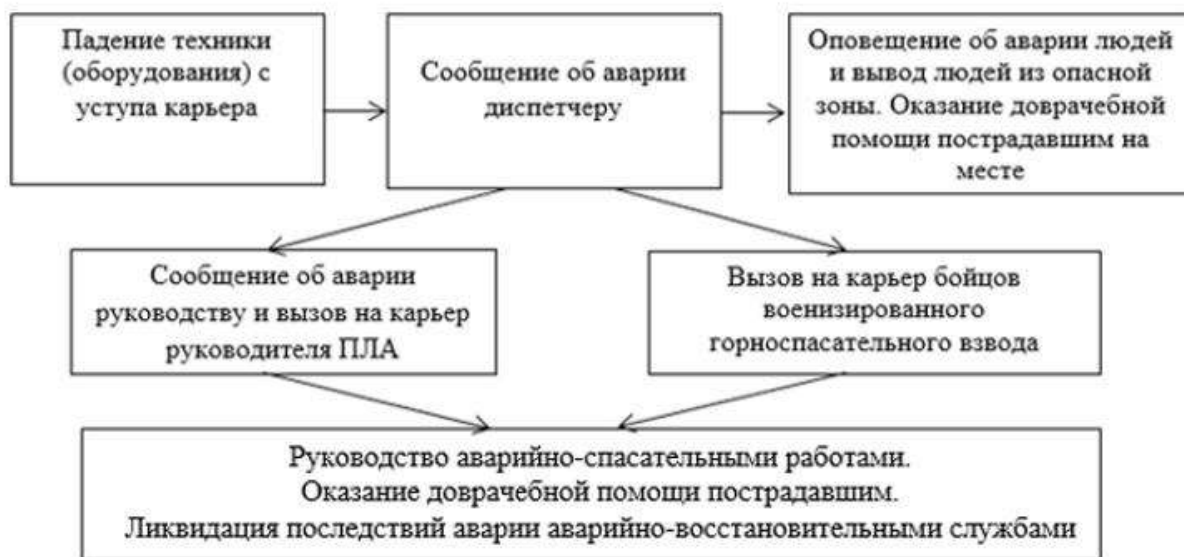 Падение техники
(оборудования) с
уступа карьера
Сообщение об аварии
диспетчеру
Оповещение об аварии людей
и вывод людей из опасной
зоны. Оказание доврачебной
помощи пострадавшим на
месте
Сообщение об аварии
руководству и вызов на карьер
руководителя ПЛА
Вызов на карьер бойцов
военизированного
горноспасательного взвода
Руководство аварийно-спасательными работами.
Оказание доврачебной помощи пострадавшим.
Ликвидация последствий аварии аварийно-восстановительными службами